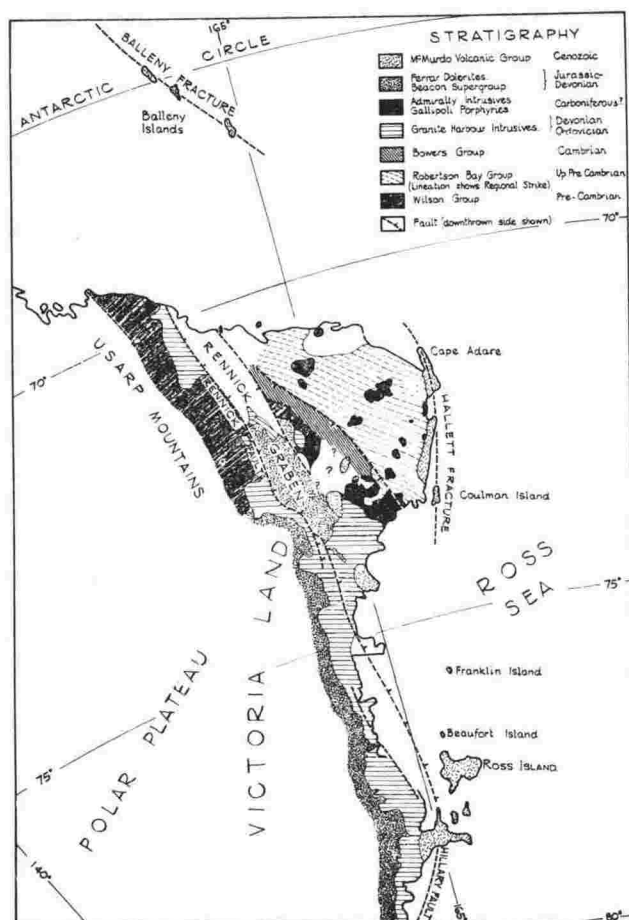 165°
STRATIGRAPHY
McMurdo Volcanic Group Cenozoic
Ferrar Dolerites
Beacon Supergroup } Jurassic-Devonian
Admiralty Intrusives
Gallipoli Porphyries Carboniferous?
Granite Harbour Intrusives } Devonian Ordovician
Bowers Group Cambrian
Robertson Bay Group Up Pre Cambrian
(Lineation shows Regional Strike)
Wilson Group Pre-Cambrian
Fault (downthrown side shown)
BALLENY FRACTURE
ANTARCTIC CIRCLE
Balleny
Islands
70°
70°
USARP MOUNTAINS
RENNICK
RENNICK GRABEN
?
?
Cape Adare
HALLETT FRACTURE
Coulman Island
ROSS
SEA
75°
VICTORIA LAND
POLAR PLATEAU
Franklin Island
Beaufort Island
ROSS ISLAND
75°
140°
HILLARY FAULT
80°